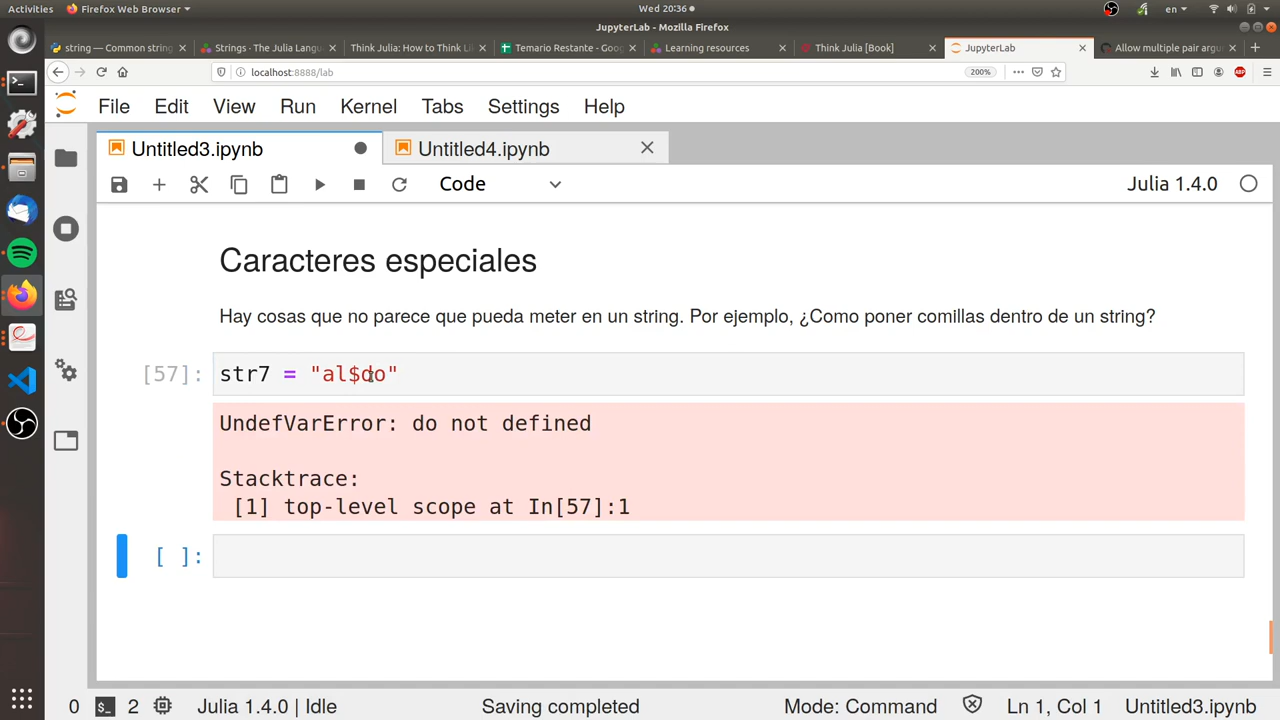 Activities Firefox Web Browser Wed 20:36 en
JupyterLab - Mozilla Firefox
string — Common string Strings · The Julia Langu Think Julia: How to Think Li Temario Restante - Goog Learning resources Think Julia [Book] JupyterLab Allow multiple pair argu
localhost:8888/lab 200%
File Edit View Run Kernel Tabs Settings Help
Untitled3.ipynb Untitled4.ipynb
Code Julia 1.4.0
Caracteres especiales
Hay cosas que no parece que pueda meter en un string. Por ejemplo, ¿Como poner comillas dentro de un string?
[57]: str7 = "al$do"
UndefVarError: do not defined
Stacktrace:
[1] top-level scope at In[57]:1
[ ]:
0 2 Julia 1.4.0 | Idle Saving completed Mode: Command Ln 1, Col 1 Untitled3.ipynb